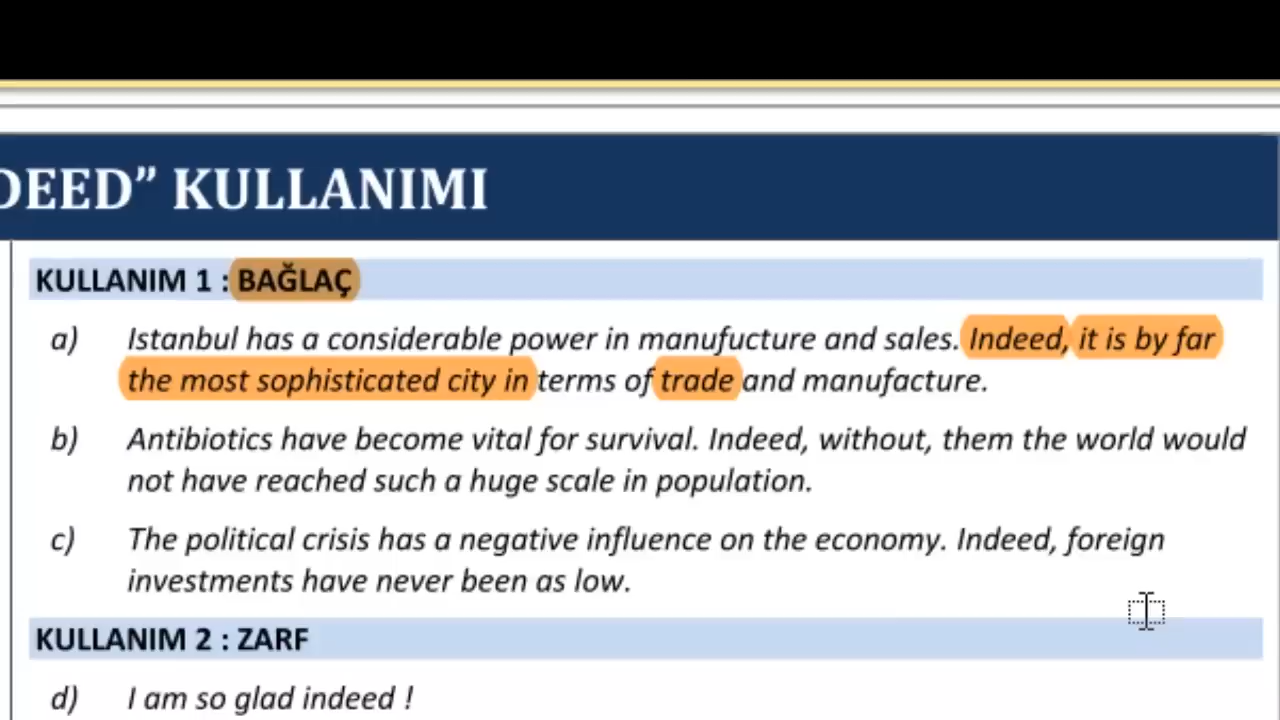 DEED” KULLANIMI
KULLANIM 1 : BAĞLAÇ
a) Istanbul has a considerable power in manufucture and sales. Indeed, it is by far
the most sophisticated city in terms of trade and manufacture.
b) Antibiotics have become vital for survival. Indeed, without, them the world would
not have reached such a huge scale in population.
c) The political crisis has a negative influence on the economy. Indeed, foreign
investments have never been as low.
KULLANIM 2 : ZARF
d) I am so glad indeed !